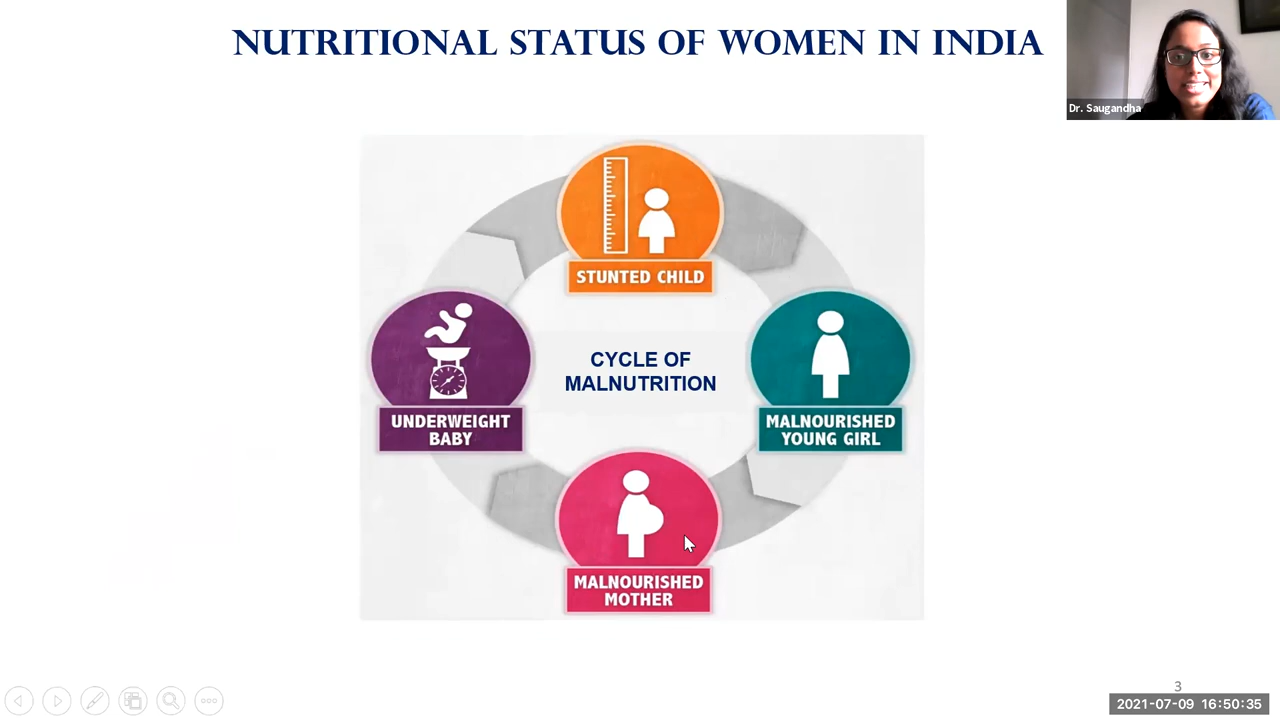 NUTRITIONAL STATUS OF WOMEN IN INDIA
Dr. Saugandha
STUNTED CHILD
CYCLE OF
MALNUTRITION
UNDERWEIGHT
BABY
MALNOURISHED
YOUNG GIRL
MALNOURISHED
MOTHER
3
2021-07-09 16:50:35